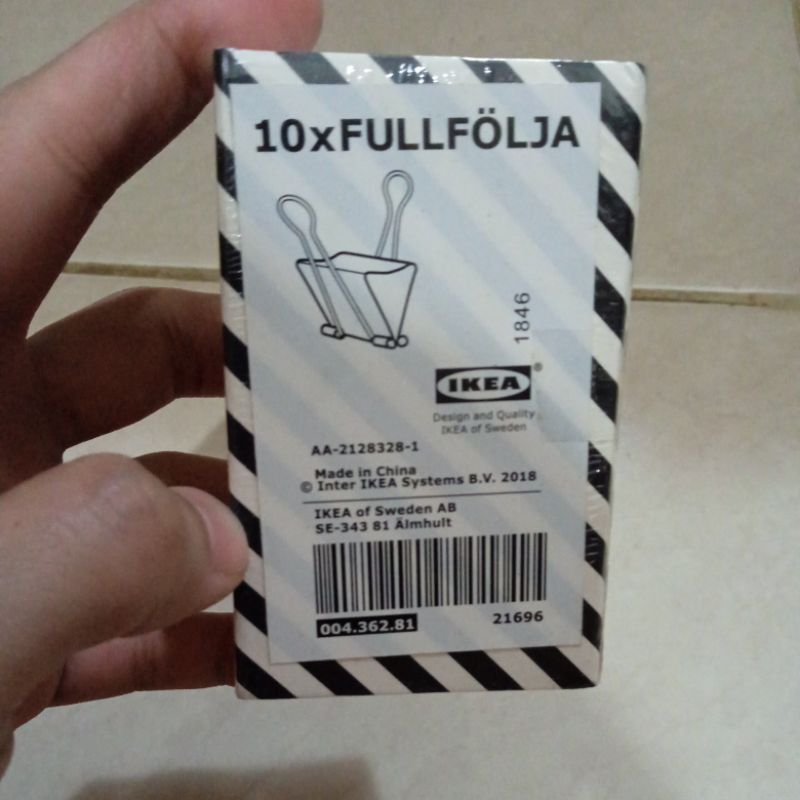 10xFULLFÖLJA
1846
IKEA®
Design and Quality
IKEA of Sweden
AA-2128328-1
Made in China
© Inter IKEA Systems B.V. 2018
IKEA of Sweden AB
SE-343 81 Älmhult
004.362.81
21696